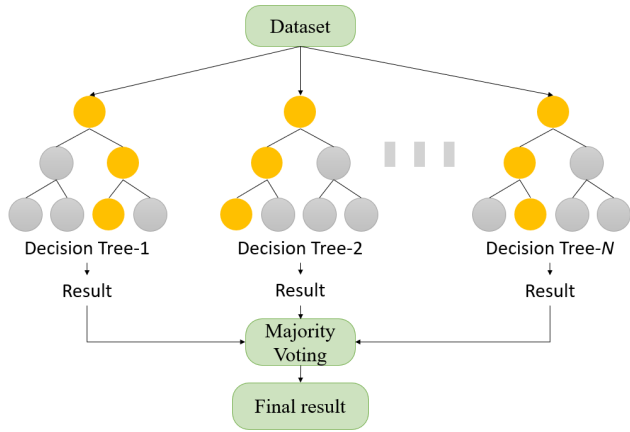 Dataset
Decision Tree-1
Decision Tree-2
Decision Tree-N
Result
Result
Result
Majority
Voting
Final result